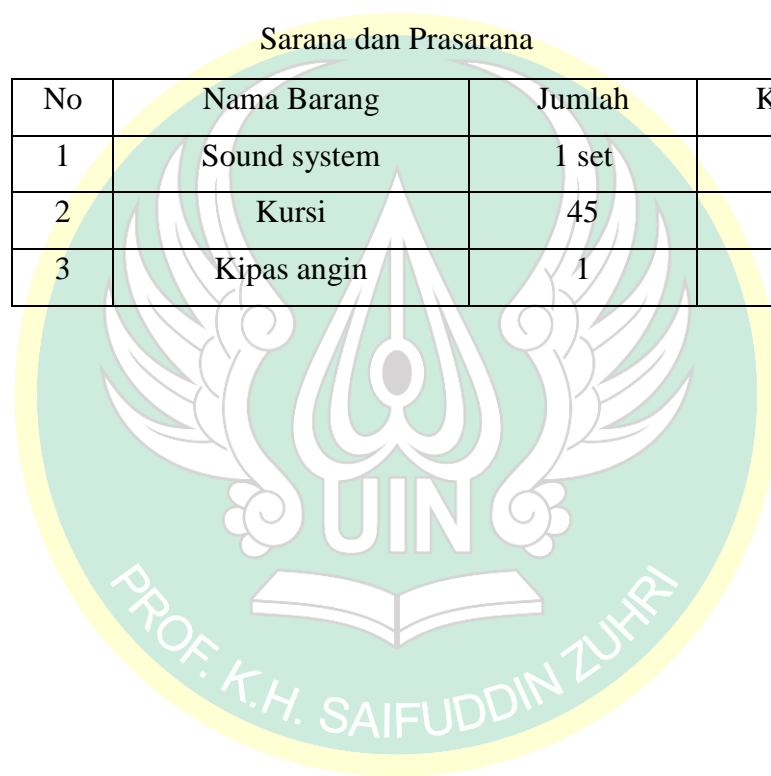 Sarana dan Prasarana
No Nama Barang Jumlah K
1 Sound system 1 set
2 Kursi 45
3 Kipas angin 1
UIN
PROF. K.H. SAIFUDDIN ZUHRI